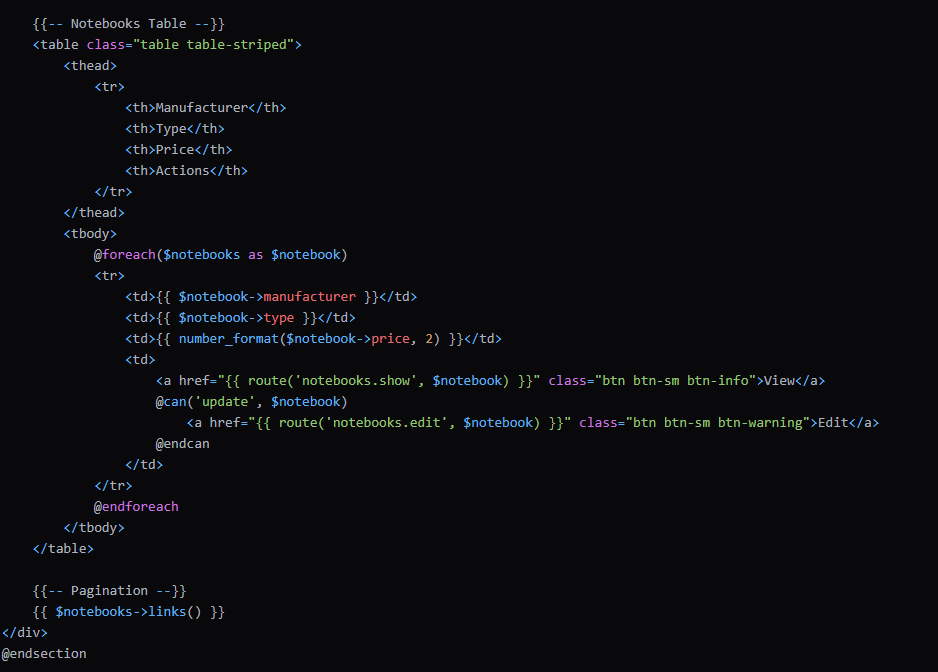 {{-- Notebooks Table --}}
    <table class="table table-striped">
        <thead>
            <tr>
                <th>Manufacturer</th>
                <th>Type</th>
                <th>Price</th>
                <th>Actions</th>
            </tr>
        </thead>
        <tbody>
            @foreach($notebooks as $notebook)
            <tr>
                <td>{{ $notebook->manufacturer }}</td>
                <td>{{ $notebook->type }}</td>
                <td>{{ number_format($notebook->price, 2) }}</td>
                <td>
                    <a href="{{ route('notebooks.show', $notebook) }}" class="btn btn-sm btn-info">View</a>
                    @can('update', $notebook)
                        <a href="{{ route('notebooks.edit', $notebook) }}" class="btn btn-sm btn-warning">Edit</a>
                    @endcan
                </td>
            </tr>
            @endforeach
        </tbody>
    </table>

    {{-- Pagination --}}
    {{ $notebooks->links() }}
</div>
@endsection